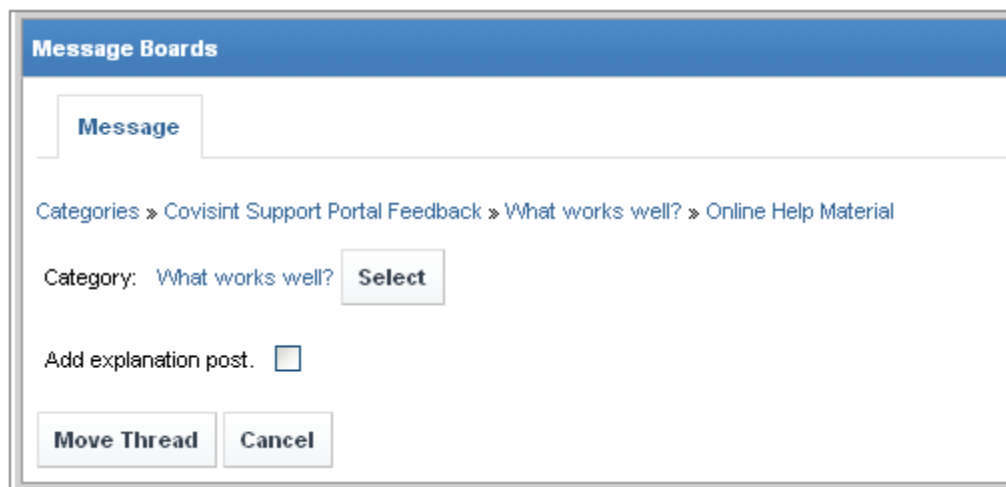 Message Boards
Message
Categories » Covisint Support Portal Feedback » What works well? » Online Help Material
Category: What works well? Select
Add explanation post.
Move Thread Cancel